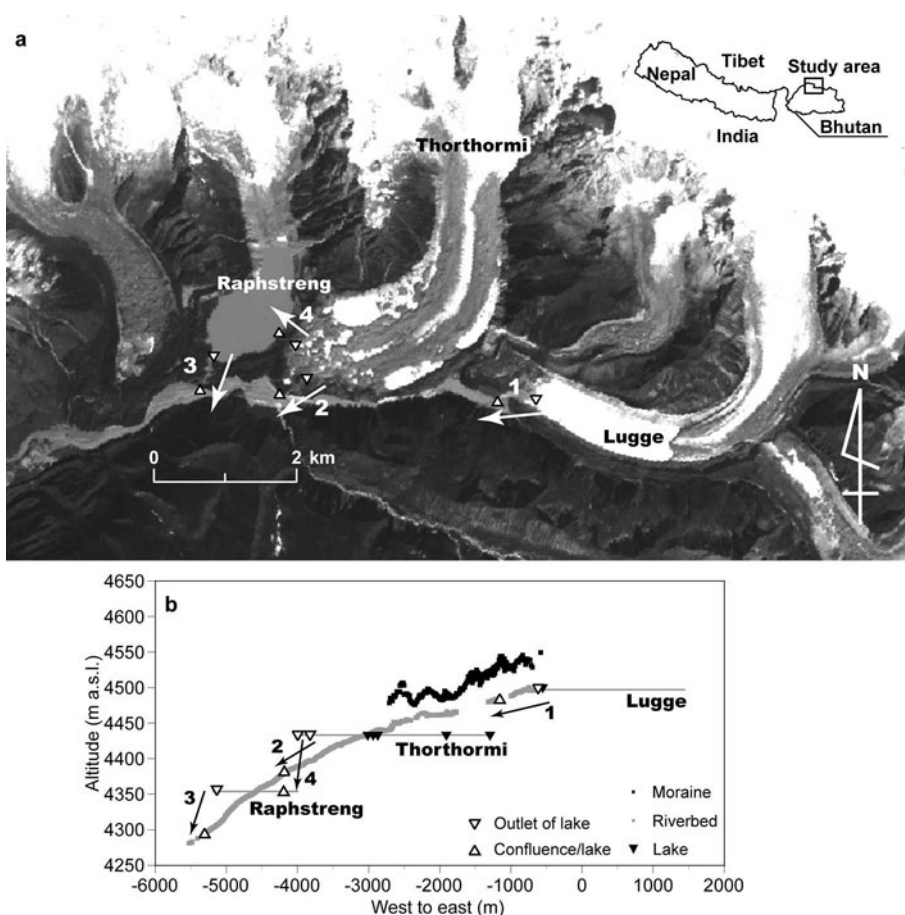 a
Tibet
Nepal
Study area
India
Bhutan
Thorthormi
Raphstreng
4
3
2
1
N
Lugge
0 2 km
b
4650
4600
4550
4500
4450
4400
4350
4300
4250
Altitude (m a.s.l.)
Lugge
1
Thorthormi
2
4
3
Raphstreng
Moraine
Outlet of lake
Riverbed
Confluence/lake
Lake
-6000 -5000 -4000 -3000 -2000 -1000 0 1000 2000
West to east (m)